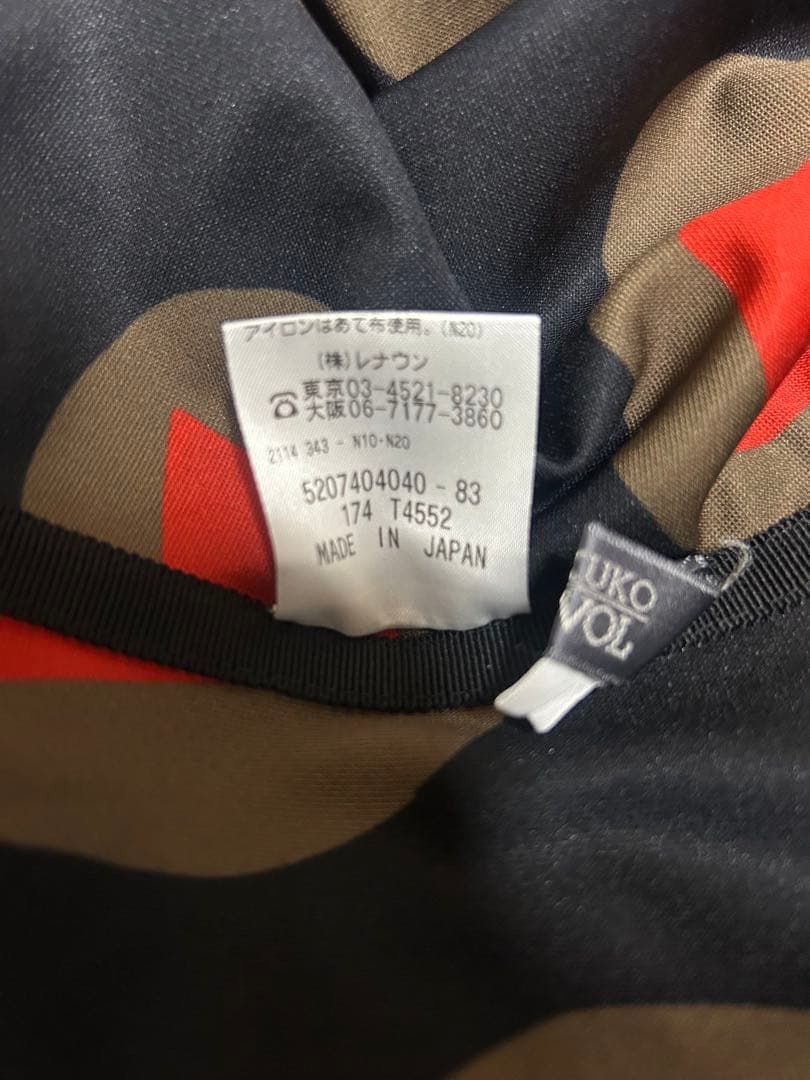 アイロンはあて布使用。(N20)
(株)レナウン
☎東京03-4521-8230
大阪06-7177-3860
2114 343 - N10・N20
5207404040 - 83
174 T4552
MADE IN JAPAN
UKO
VOL